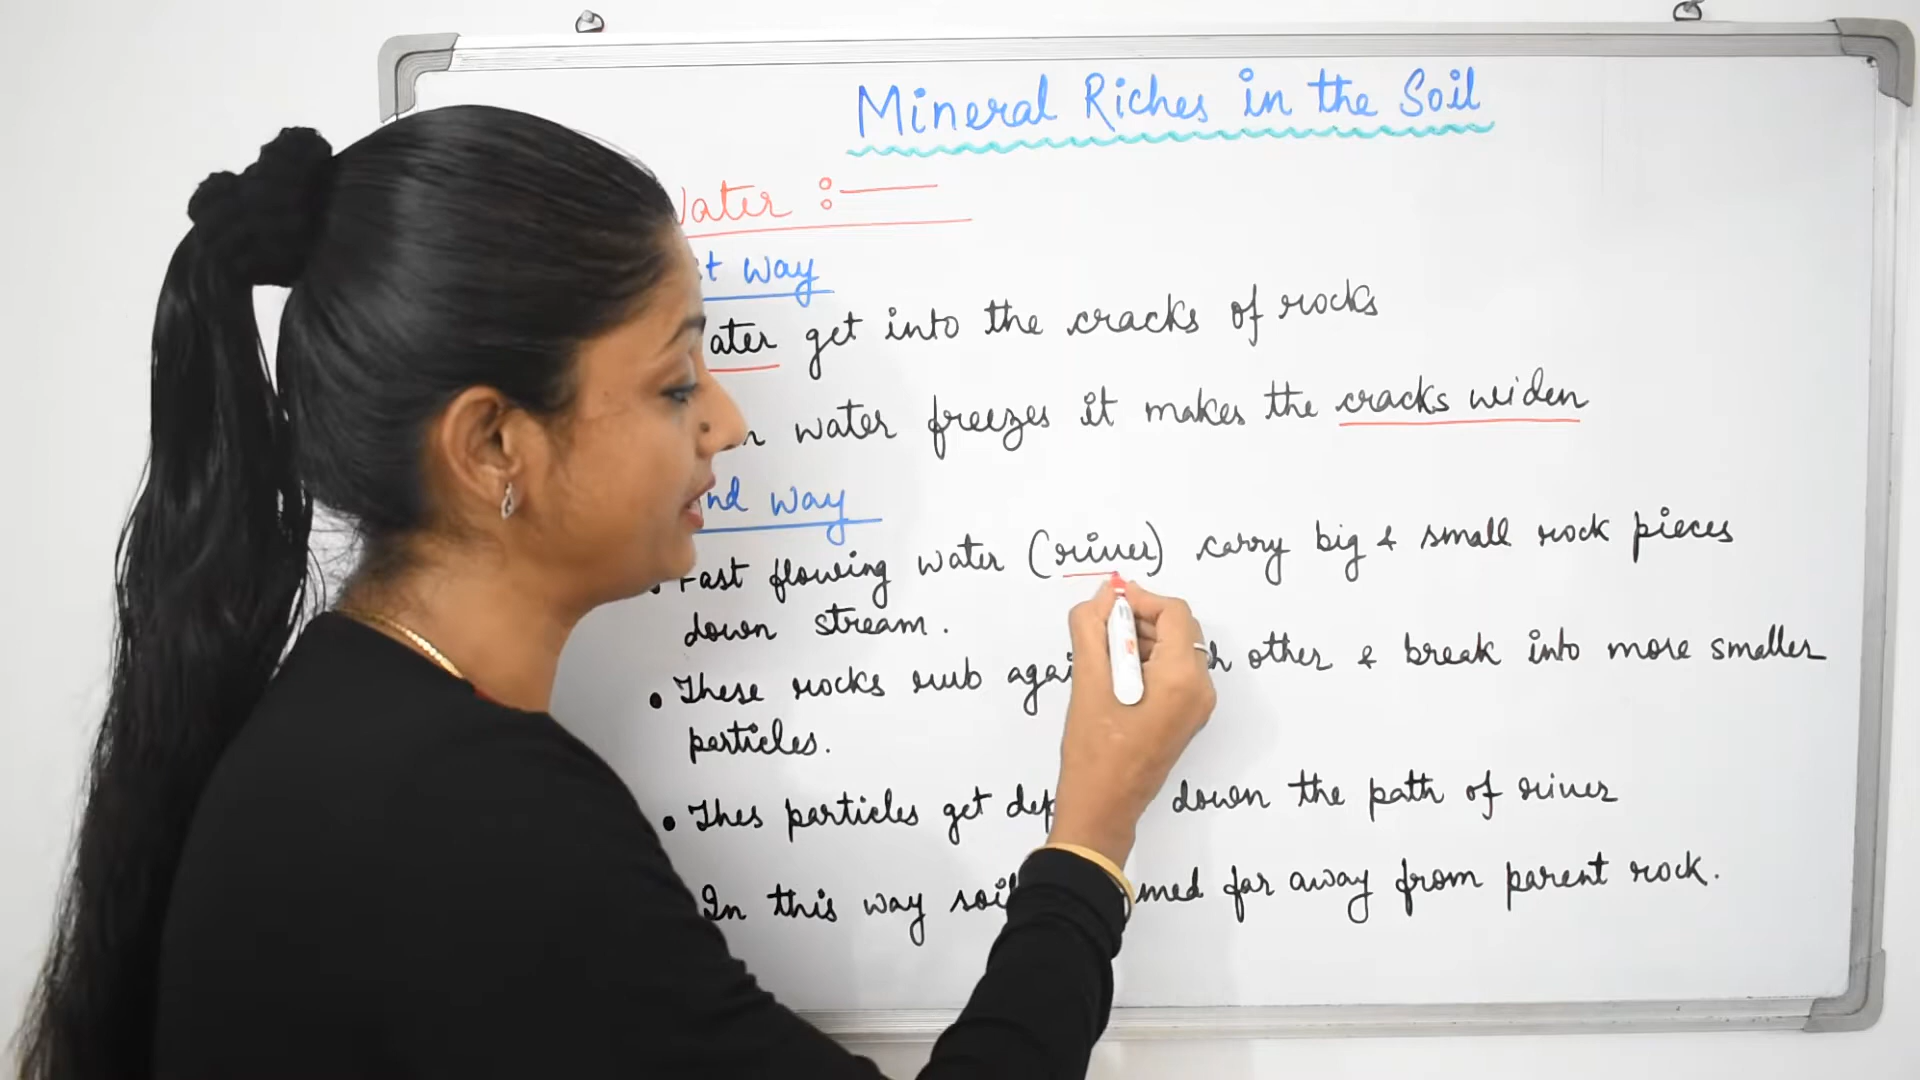 Mineral Riches in the Soil
Water :—
st way
ater get into the cracks of rocks
n water freezes it makes the cracks widen
nd way
• Fast flowing water (river) carry big & small rock pieces
down stream.
• These rocks rub agai h other & break into more smaller
particles.
• Thes particles get dep down the path of river
In this way soil med far away from parent rock.